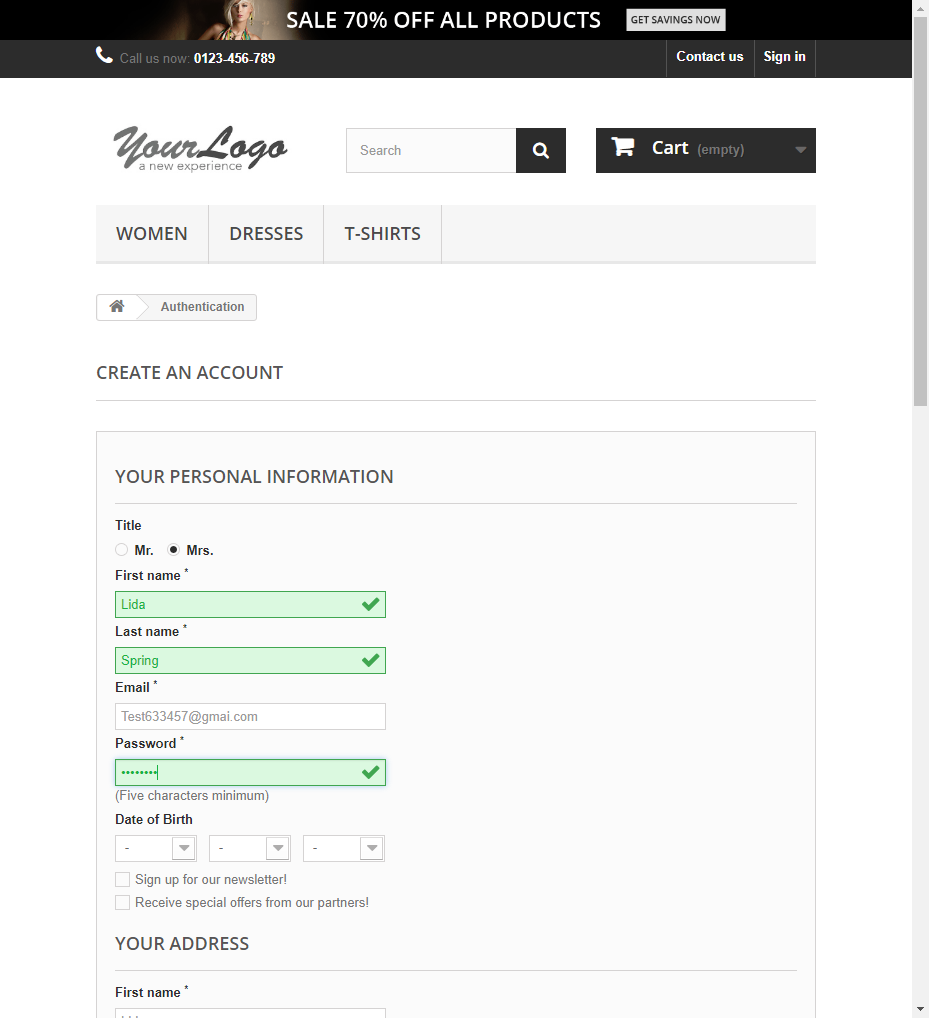 SALE 70% OFF ALL PRODUCTS GET SAVINGS NOW
Call us now: 0123-456-789 Contact us Sign in
YourLogo
a new experience
Search
Cart (empty)
WOMEN DRESSES T-SHIRTS
Authentication
CREATE AN ACCOUNT
YOUR PERSONAL INFORMATION
Title
Mr. Mrs.
First name *
Lida
Last name *
Spring
Email *
Test633457@gmai.com
Password *
••••••••
(Five characters minimum)
Date of Birth
- - -
Sign up for our newsletter!
Receive special offers from our partners!
YOUR ADDRESS
First name *